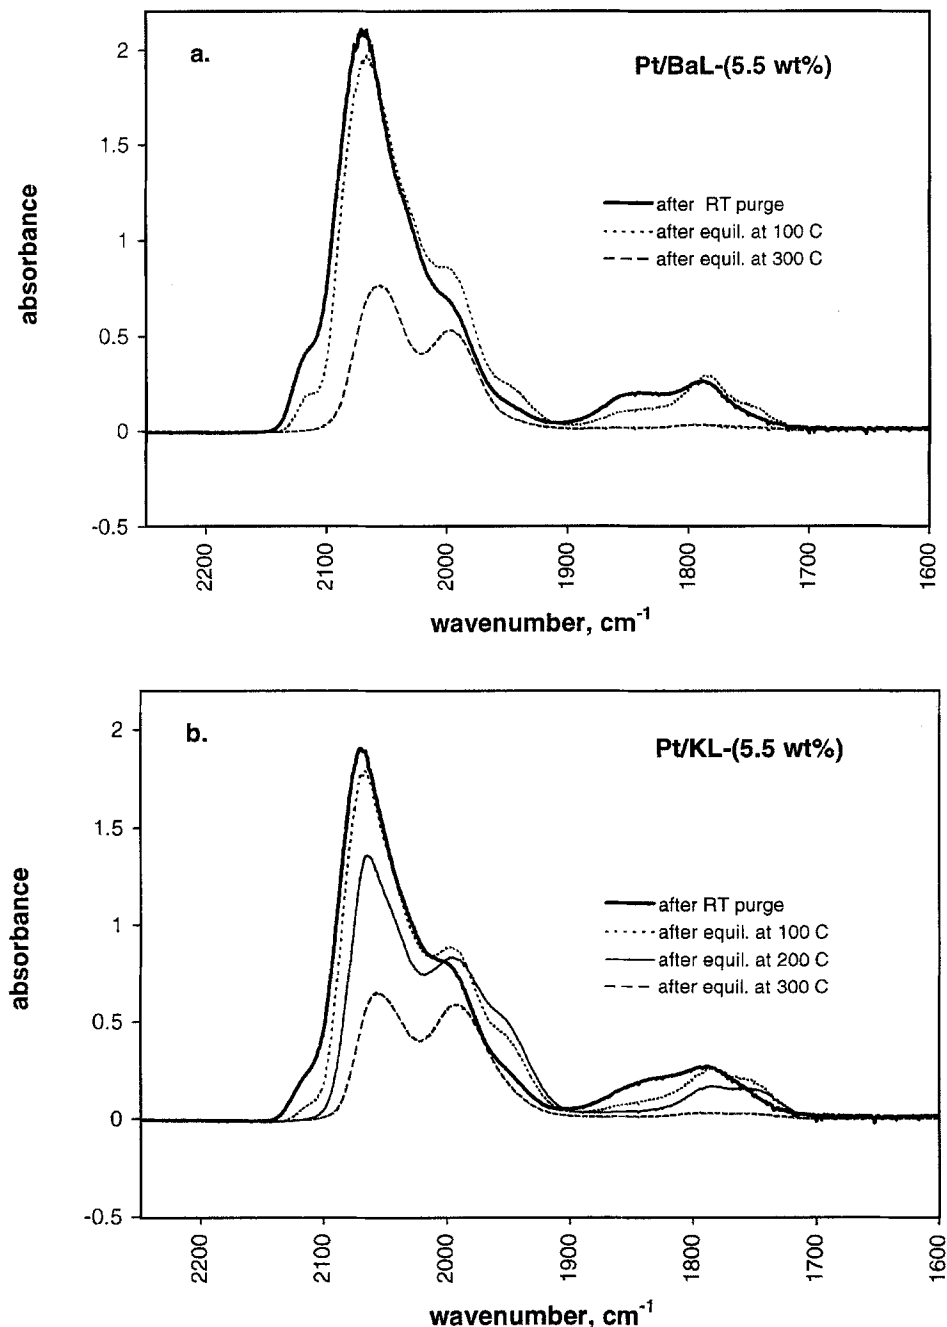 a.
Pt/BaL-(5.5 wt%)
2
1.5
1
0.5
0
-0.5
absorbance
after RT purge
after equil. at 100 C
after equil. at 300 C
2200
2100
2000
1900
1800
1700
1600
wavenumber, cm-1
b.
Pt/KL-(5.5 wt%)
2
1.5
1
0.5
0
-0.5
absorbance
after RT purge
after equil. at 100 C
after equil. at 200 C
after equil. at 300 C
2200
2100
2000
1900
1800
1700
1600
wavenumber, cm-1